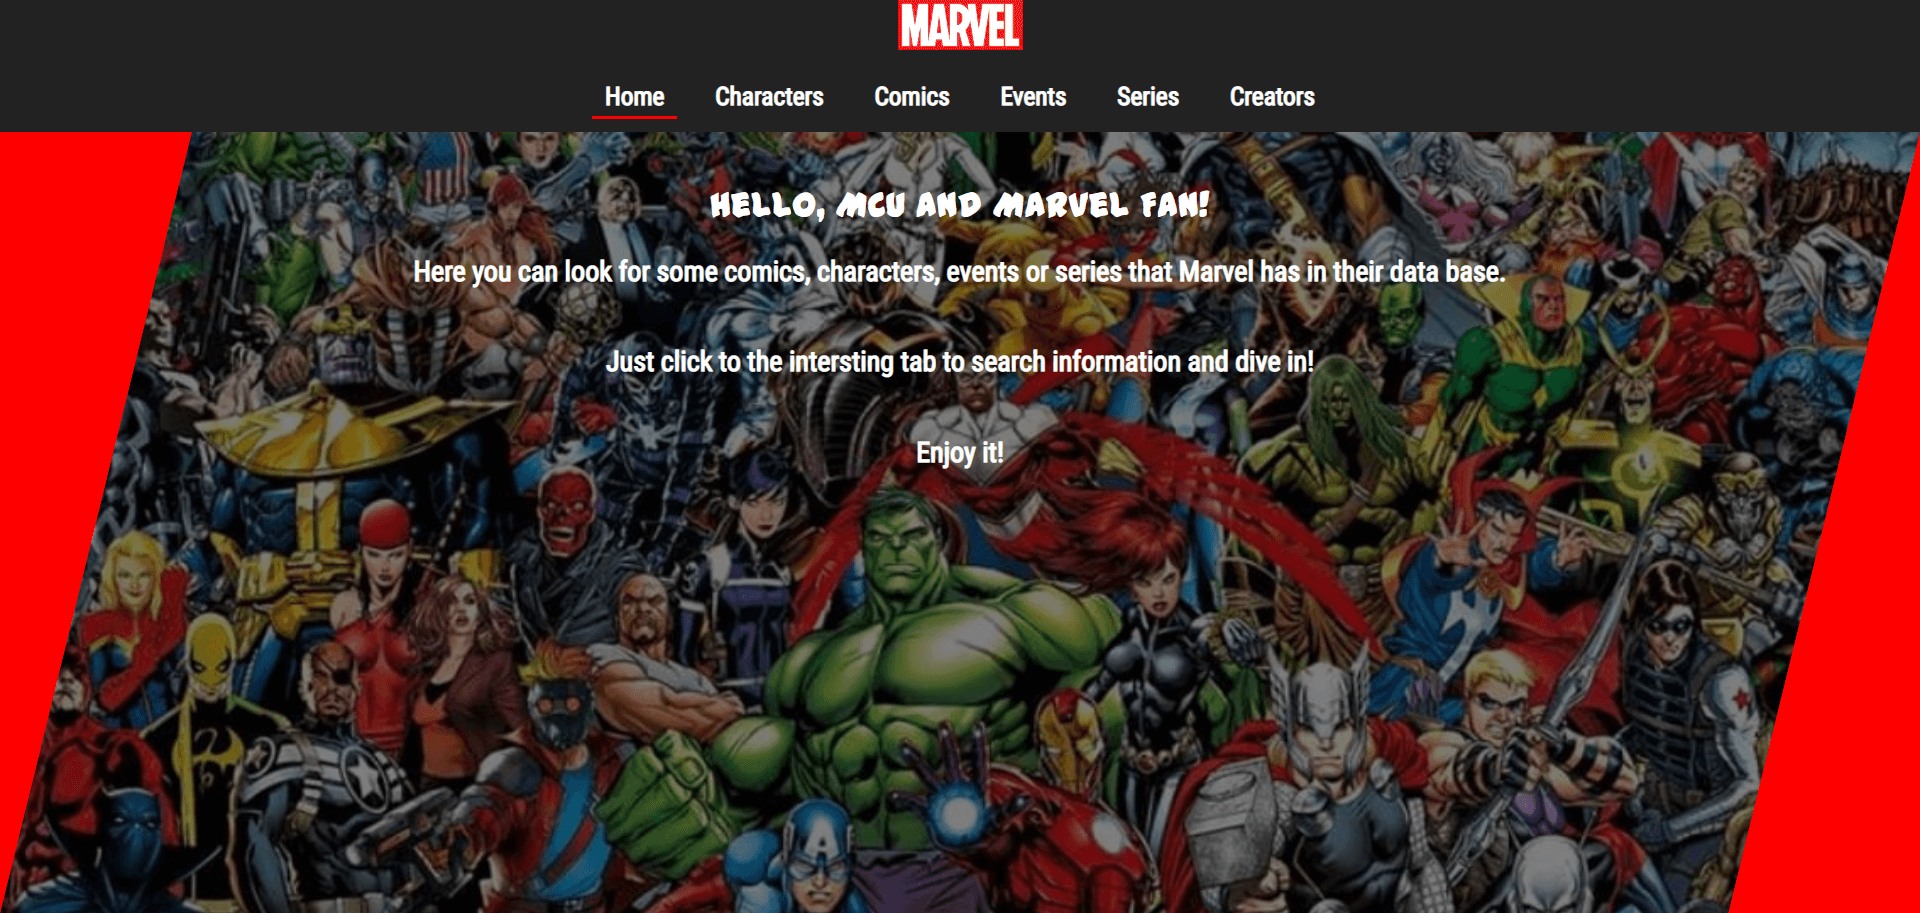 MARVEL
Home Characters Comics Events Series Creators
HELLO, MCU AND MARVEL FAN!
Here you can look for some comics, characters, events or series that Marvel has in their data base.
Just click to the intersting tab to search information and dive in!
Enjoy it!